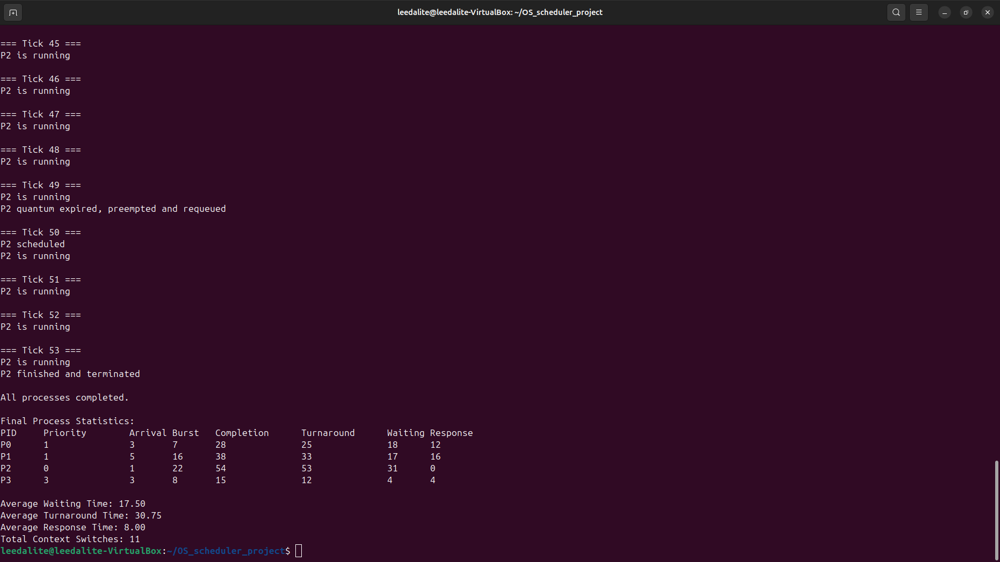 leedalite@leedalite-VirtualBox: ~/OS_scheduler_project
=== Tick 45 ===
P2 is running
=== Tick 46 ===
P2 is running
=== Tick 47 ===
P2 is running
=== Tick 48 ===
P2 is running
=== Tick 49 ===
P2 is running
P2 quantum expired, preempted and requeued
=== Tick 50 ===
P2 scheduled
P2 is running
=== Tick 51 ===
P2 is running
=== Tick 52 ===
P2 is running
=== Tick 53 ===
P2 is running
P2 finished and terminated
All processes completed.
Final Process Statistics:
PID Priority Arrival Burst Completion Turnaround Waiting Response
P0 1 3 7 28 25 18 12
P1 1 5 16 38 33 17 16
P2 0 1 22 54 53 31 0
P3 3 3 8 15 12 4 4
Average Waiting Time: 17.50
Average Turnaround Time: 30.75
Average Response Time: 8.00
Total Context Switches: 11
leedalite@leedalite-VirtualBox:~/OS_scheduler_project$